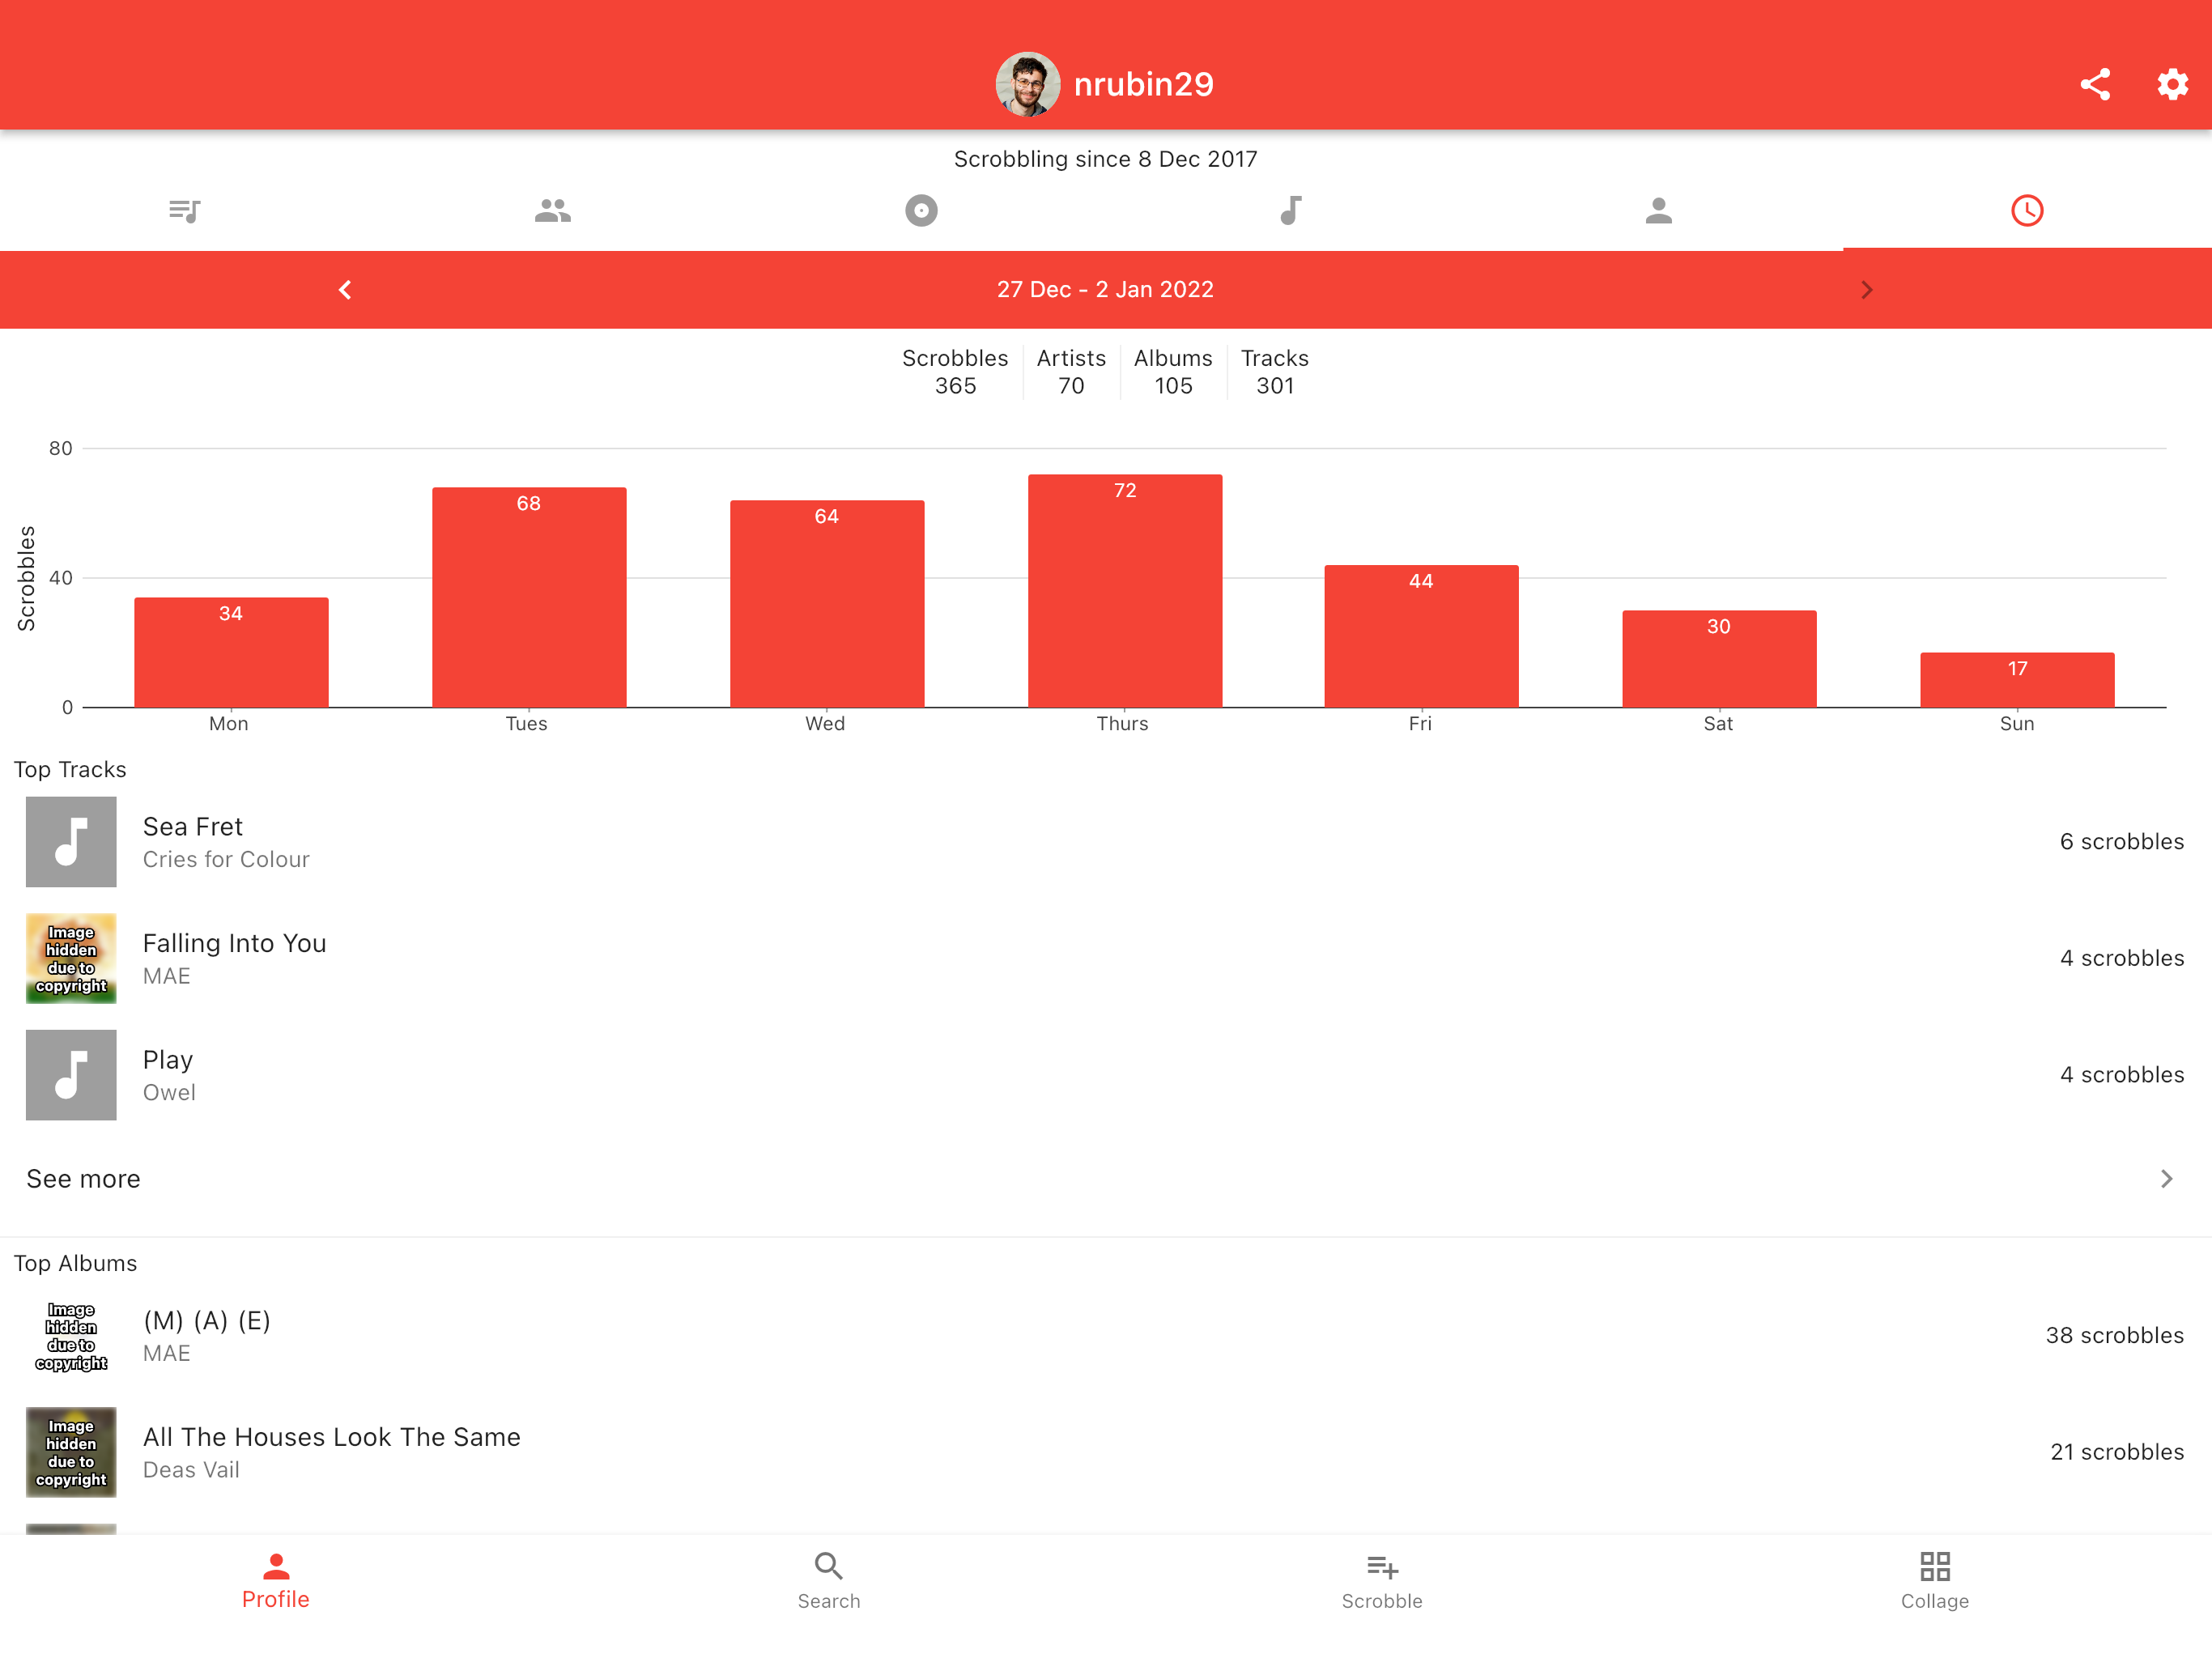 nrubin29
Scrobbling since 8 Dec 2017
27 Dec - 2 Jan 2022
Scrobbles Artists Albums Tracks
365 70 105 301
Scrobbles
80
40
0
34
68
64
72
44
30
17
Mon Tues Wed Thurs Fri Sat Sun
Top Tracks
Sea Fret
Cries for Colour
6 scrobbles
Image
hidden
due to
copyright
Falling Into You
MAE
4 scrobbles
Play
Owel
4 scrobbles
See more
Top Albums
Image
hidden
due to
copyright
(M) (A) (E)
MAE
38 scrobbles
Image
hidden
due to
copyright
All The Houses Look The Same
Deas Vail
21 scrobbles
Profile Search Scrobble Collage